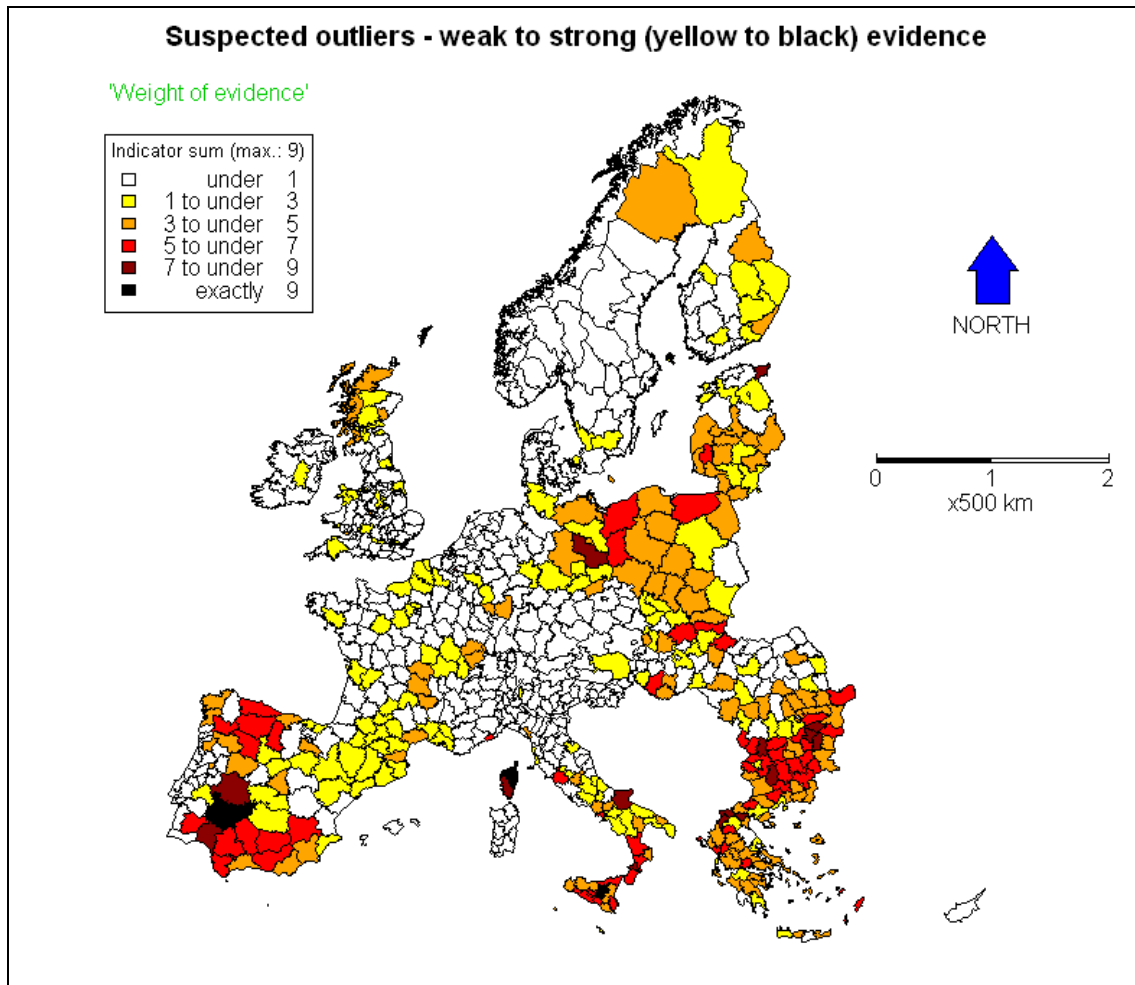 Suspected outliers - weak to strong (yellow to black) evidence
'Weight of evidence'
Indicator sum (max.: 9)
under 1
1 to under 3
3 to under 5
5 to under 7
7 to under 9
exactly 9
NORTH
0 1 2
x500 km